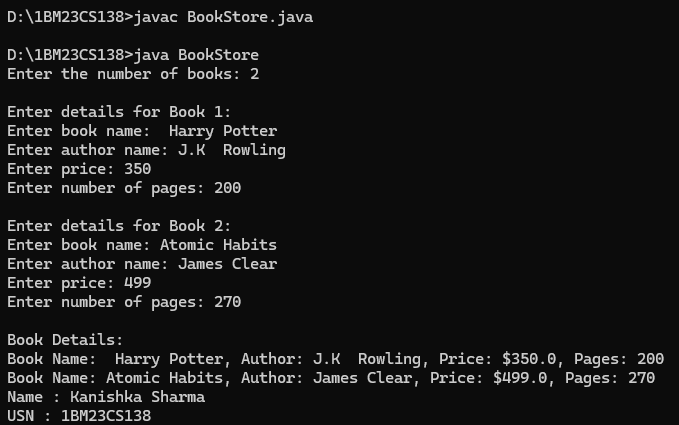 D:\1BM23CS138>javac BookStore.java
D:\1BM23CS138>java BookStore
Enter the number of books: 2
Enter details for Book 1:
Enter book name:  Harry Potter
Enter author name: J.K  Rowling
Enter price: 350
Enter number of pages: 200
Enter details for Book 2:
Enter book name: Atomic Habits
Enter author name: James Clear
Enter price: 499
Enter number of pages: 270
Book Details:
Book Name:  Harry Potter, Author: J.K  Rowling, Price: $350.0, Pages: 200
Book Name: Atomic Habits, Author: James Clear, Price: $499.0, Pages: 270
Name : Kanishka Sharma
USN : 1BM23CS138